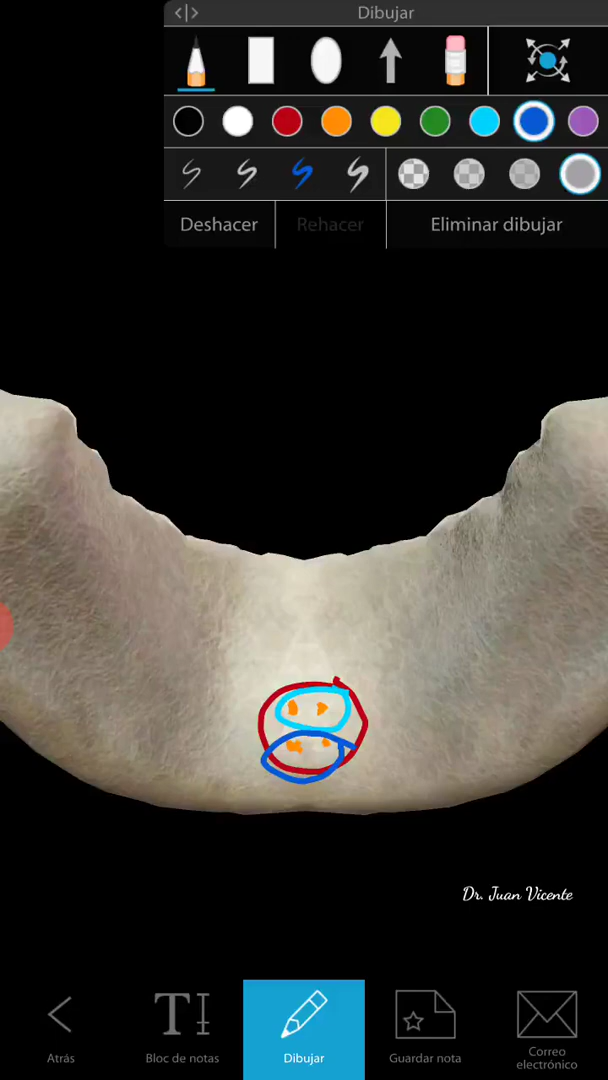 Dibujar
Deshacer
Rehacer
Eliminar dibujar
Dr. Juan Vicente
Atrás
Bloc de notas
Dibujar
Guardar nota
Correo
electrónico